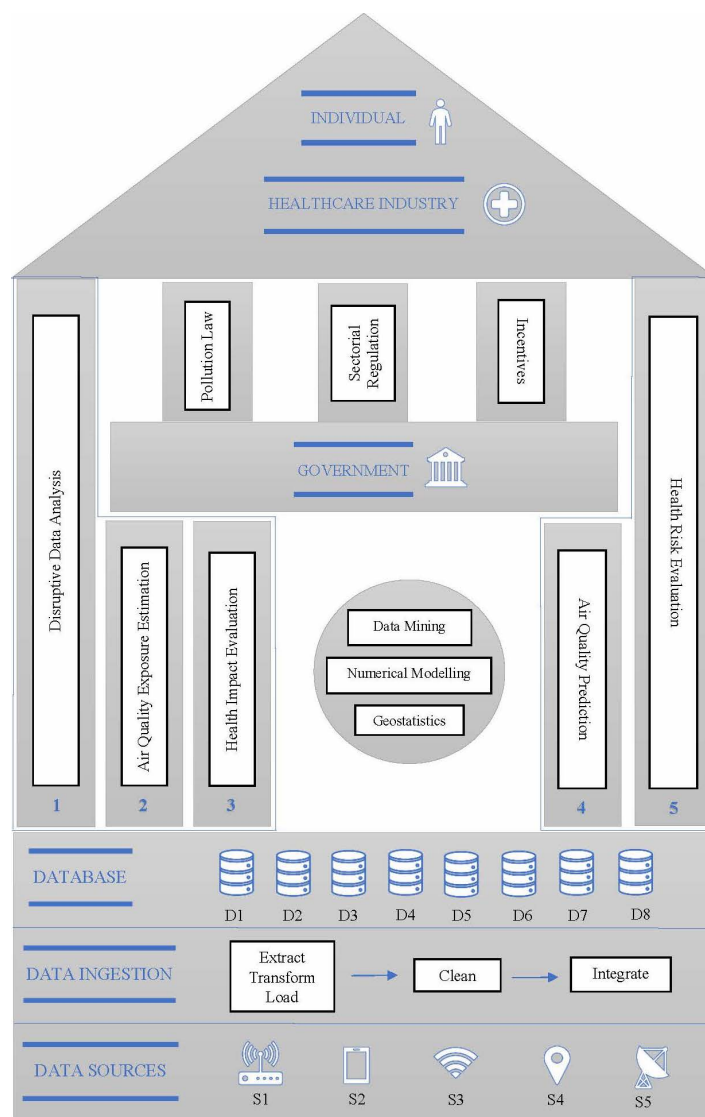 INDIVIDUAL
HEALTHCARE INDUSTRY
Pollution Law
Sectorial
Regulation
Incentives
GOVERNMENT
Disruptive Data Analysis
Air Quality Exposure Estimation
Health Impact Evaluation
Data Mining
Numerical Modelling
Geostatistics
Air Quality Prediction
Health Risk Evaluation
1
2
3
4
5
DATABASE
D1
D2
D3
D4
D5
D6
D7
D8
DATA INGESTION
Extract
Transform
Load
Clean
Integrate
DATA SOURCES
S1
S2
S3
S4
S5